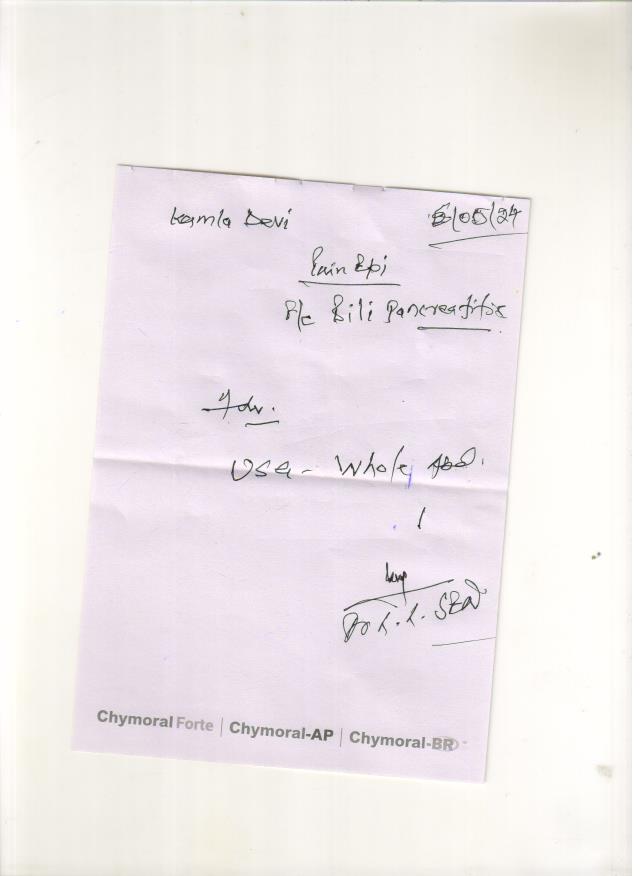 Kamla Devi 6/05/24
Pain Epi
P/c Bili Pancreatitis
Adv.
USG - Whole Abd.
Dr L. L. SEN
Chymoral Forte | Chymoral-AP | Chymoral-BR